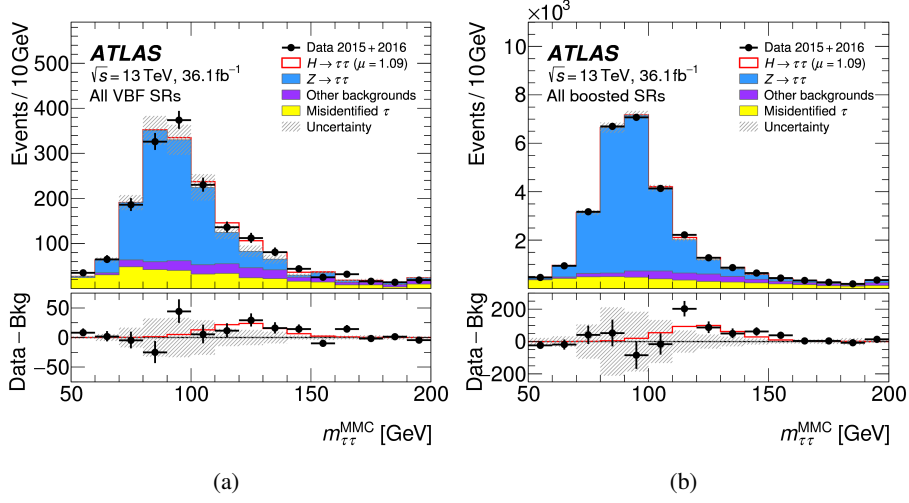 ATLAS
√s = 13 TeV, 36.1 fb⁻¹
All VBF SRs
Data 2015 + 2016
H → ττ (μ = 1.09)
Z → ττ
Other backgrounds
Misidentified τ
Uncertainty
Events / 10 GeV
500
400
300
200
100
Data − Bkg
50
0
−50
50 100 150 200
m_ττ^MMC [GeV]
(a)
×10³
ATLAS
√s = 13 TeV, 36.1 fb⁻¹
All boosted SRs
Data 2015 + 2016
H → ττ (μ = 1.09)
Z → ττ
Other backgrounds
Misidentified τ
Uncertainty
Events / 10 GeV
10
8
6
4
2
Data − Bkg
200
0
−200
50 100 150 200
m_ττ^MMC [GeV]
(b)